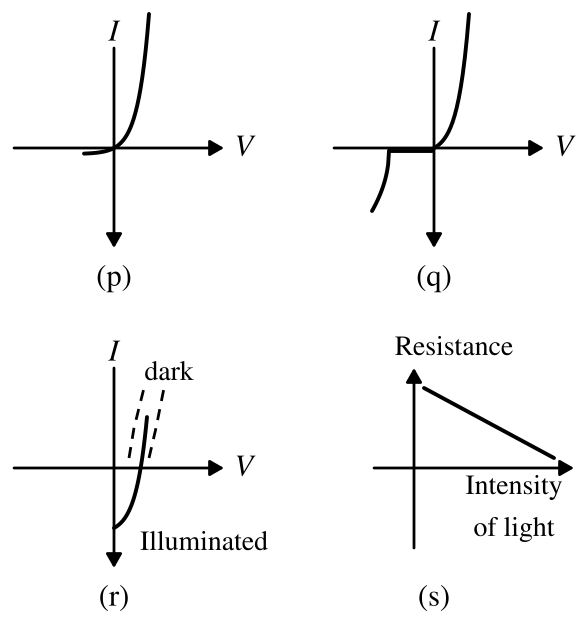 I
V
(p)
I
V
(q)
I
dark
V
Illuminated
(r)
Resistance
Intensity
of light
(s)